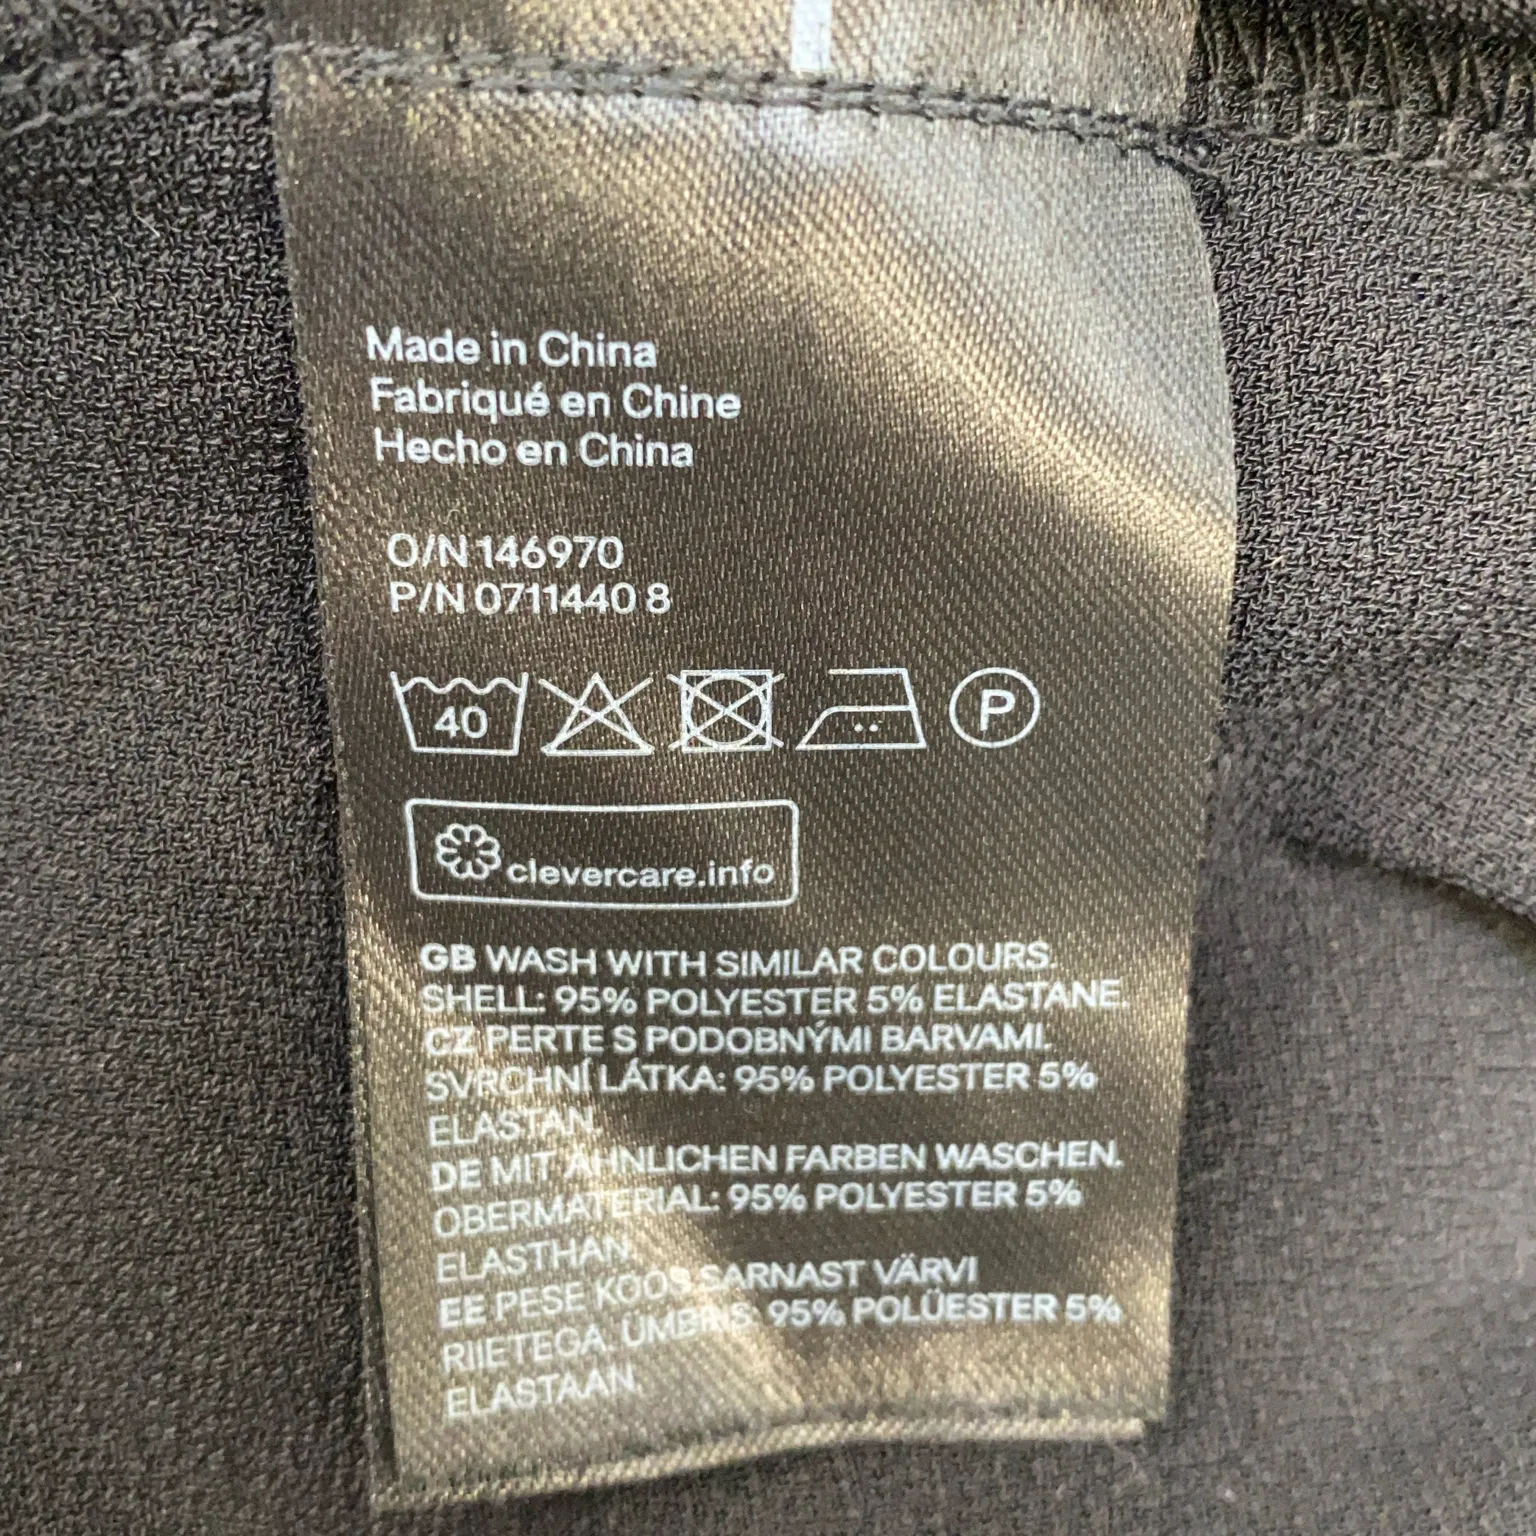 Made in China
Fabriqué en Chine
Hecho en China
O/N 146970
P/N 0711440 8
40
P
clevercare.info
GB WASH WITH SIMILAR COLOURS.
SHELL: 95% POLYESTER 5% ELASTANE.
CZ PERTE S PODOBNÝMI BARVAMI.
SVRCHNÍ LÁTKA: 95% POLYESTER 5%
ELASTAN.
DE MIT ÄHNLICHEN FARBEN WASCHEN.
OBERMATERIAL: 95% POLYESTER 5%
ELASTHAN.
EE PESE KOOS SARNAST VÄRVI
RIIETEGA. ÜMBRIS: 95% POLÜESTER 5%
ELASTAAN.